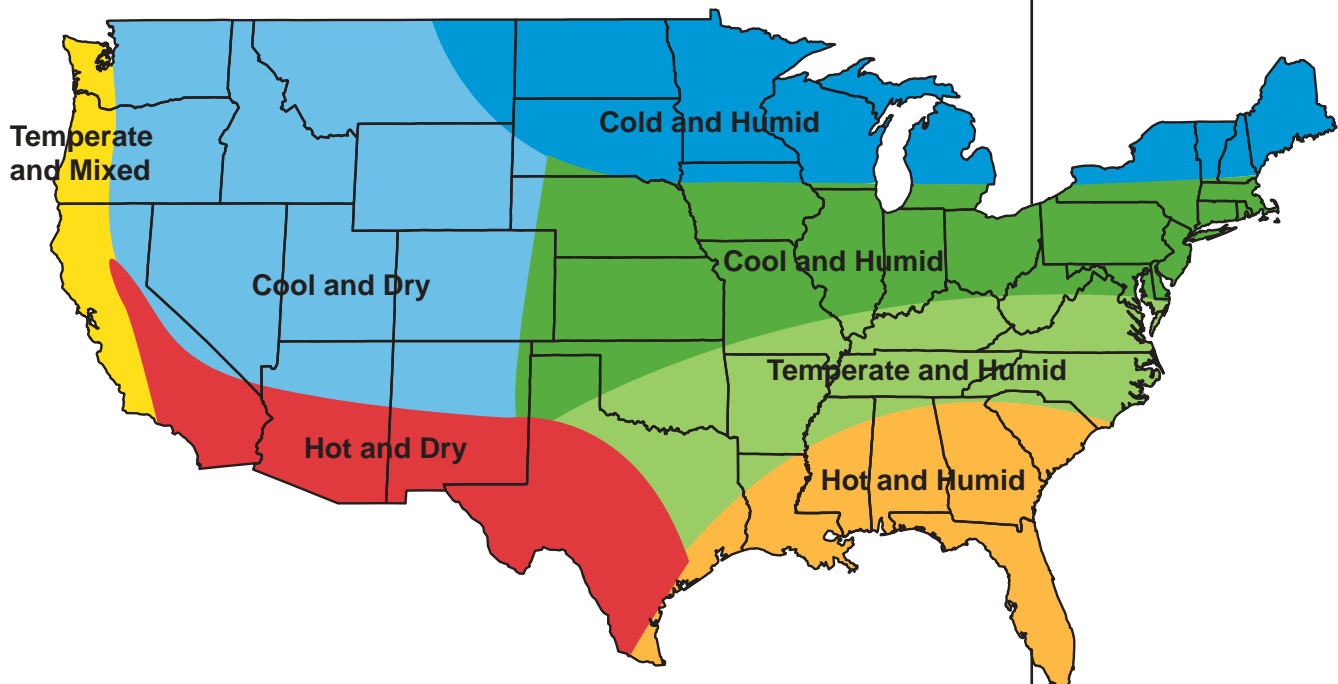 Cold and Humid
Temperate
and Mixed
Cool and Humid
Cool and Dry
Temperate and Humid
Hot and Dry
Hot and Humid